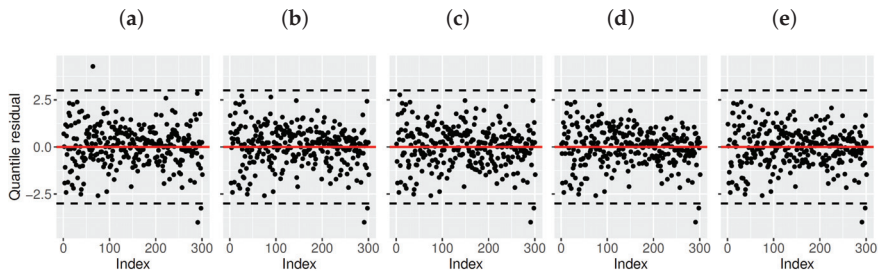 (a) (b) (c) (d) (e)
Quantile residual
2.5
0.0
−2.5
0 100 200 300 0 100 200 300 0 100 200 300 0 100 200 300 0 100 200 300
Index Index Index Index Index